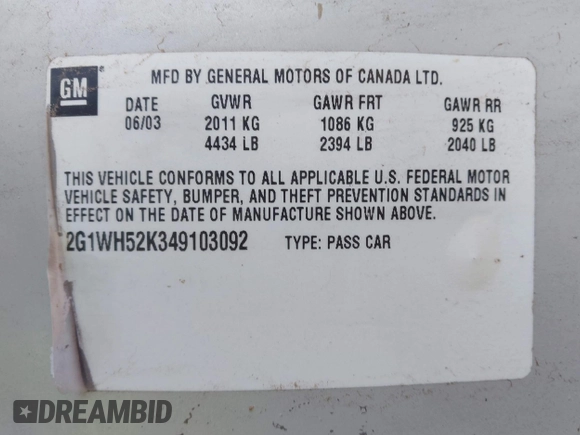 GM
MFD BY GENERAL MOTORS OF CANADA LTD.
DATE GVWR GAWR FRT GAWR RR
06/03 2011 KG 1086 KG 925 KG
4434 LB 2394 LB 2040 LB
THIS VEHICLE CONFORMS TO ALL APPLICABLE U.S. FEDERAL MOTOR
VEHICLE SAFETY, BUMPER, AND THEFT PREVENTION STANDARDS IN
EFFECT ON THE DATE OF MANUFACTURE SHOWN ABOVE.
2G1WH52K349103092 TYPE: PASS CAR
DREAMBID